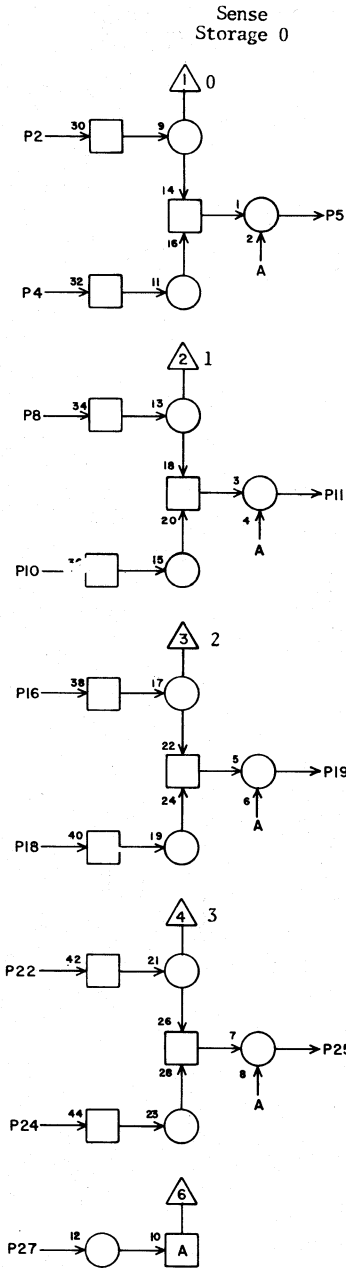 Sense
Storage 0
1 0
P2 30 9
14 1 P5
16 2
A
P4 32 11
2 1
P8 34 13
18 3 P11
20 4
A
P10 15
3 2
P16 38 17
22 5 P19
24 6
A
P18 40 19
4 3
P22 42 21
26 7 P25
28 8
A
P24 44 23
6
P27 12 10 A